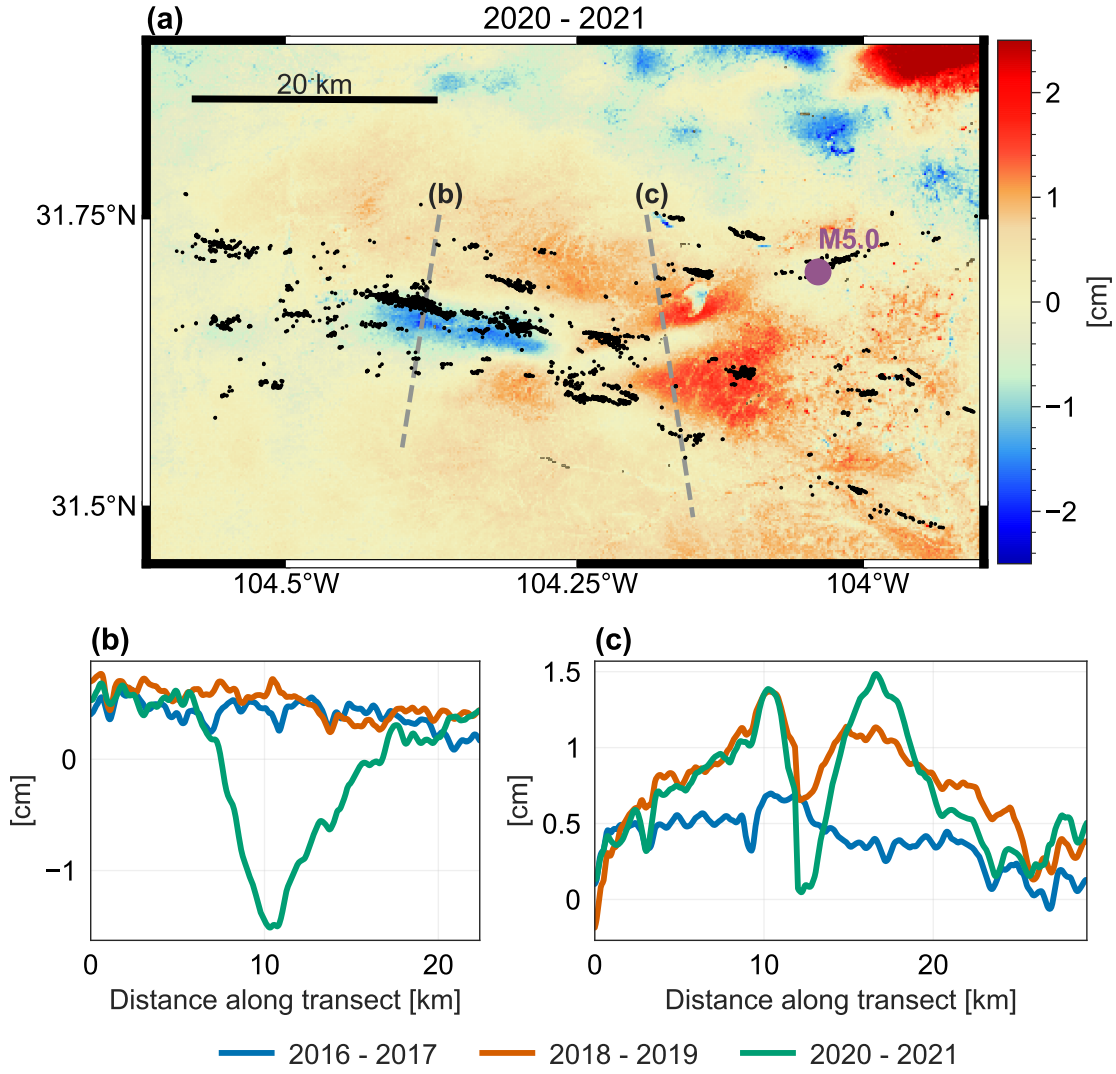 (a)
2020 - 2021
20 km
(b)
(c)
M5.0
31.75°N
31.5°N
104.5°W
104.25°W
104°W
2
1
0
−1
−2
[cm]
(b)
0
−1
[cm]
0
10
20
Distance along transect [km]
(c)
1.5
1
0.5
0
[cm]
0
10
20
Distance along transect [km]
2016 - 2017
2018 - 2019
2020 - 2021